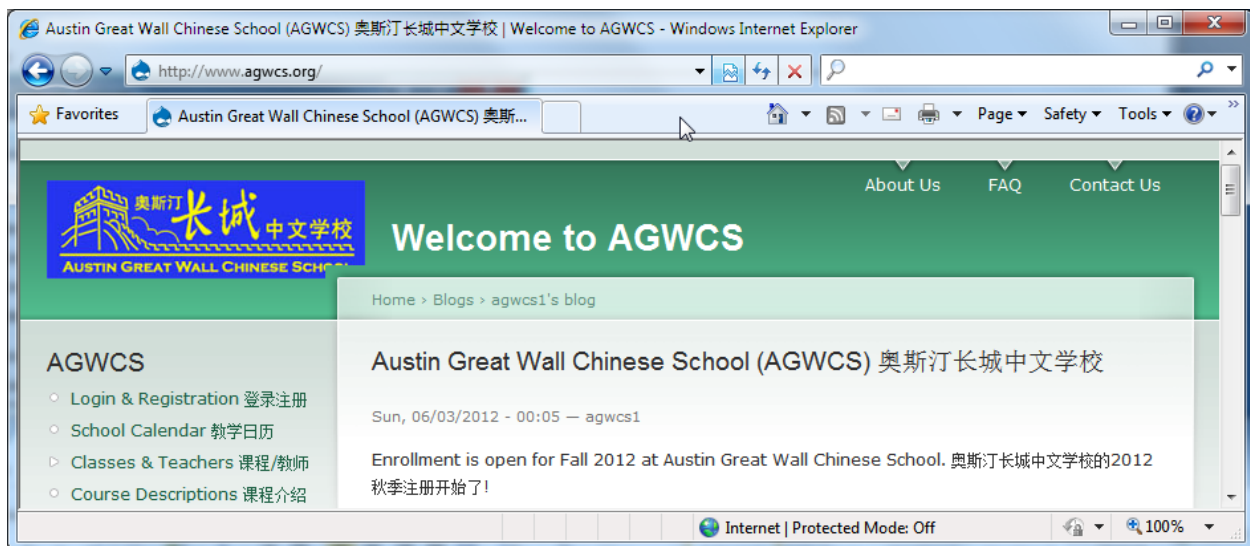 Austin Great Wall Chinese School (AGWCS) 奥斯汀长城中文学校 | Welcome to AGWCS - Windows Internet Explorer
http://www.agwcs.org/
Favorites Austin Great Wall Chinese School (AGWCS) 奥斯... Page Safety Tools
About Us FAQ Contact Us
奥斯汀长城中文学校
AUSTIN GREAT WALL CHINESE SCHOOL
Welcome to AGWCS
Home › Blogs › agwcs1's blog
AGWCS
Login & Registration 登录注册
School Calendar 教学日历
Classes & Teachers 课程/教师
Course Descriptions 课程介绍
Austin Great Wall Chinese School (AGWCS) 奥斯汀长城中文学校
Sun, 06/03/2012 - 00:05 — agwcs1
Enrollment is open for Fall 2012 at Austin Great Wall Chinese School. 奥斯汀长城中文学校的2012
秋季注册开始了!
Internet | Protected Mode: Off 100%